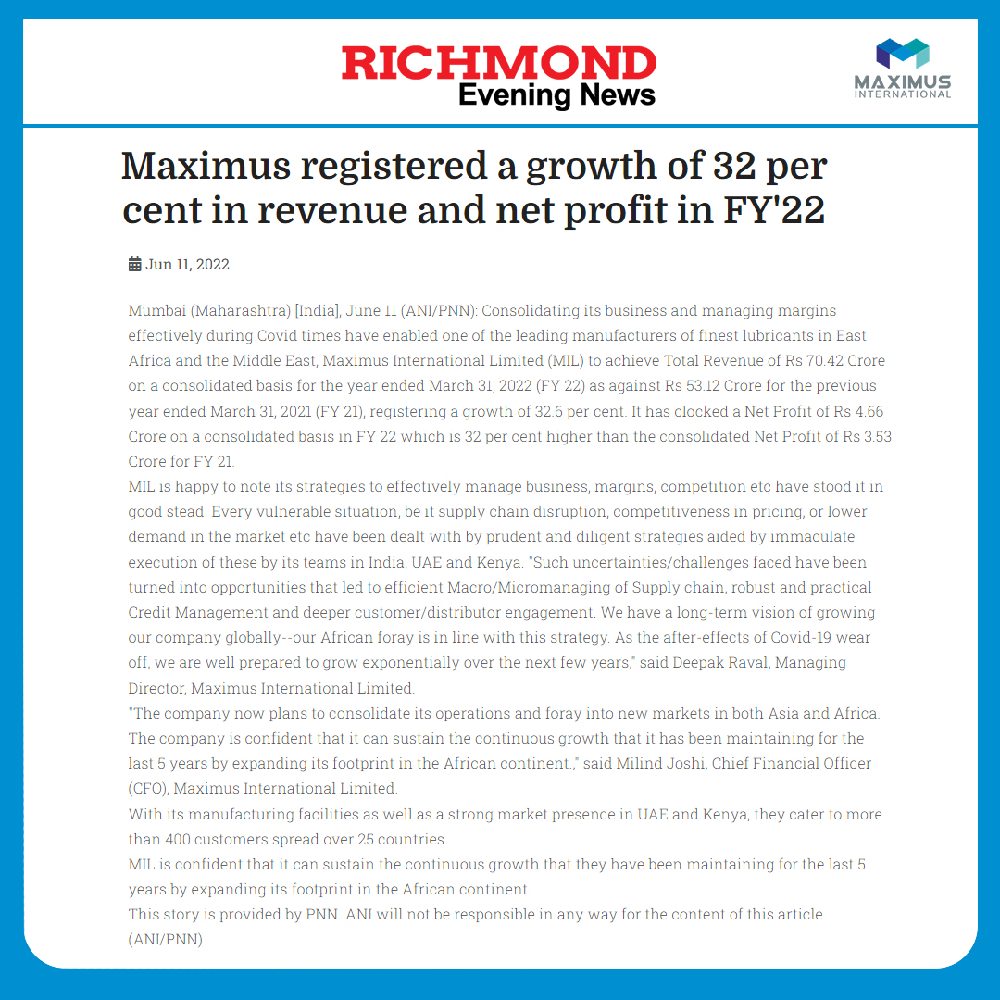 RICHMOND
Evening News
MAXIMUS
INTERNATIONAL
Maximus registered a growth of 32 per
cent in revenue and net profit in FY'22
Jun 11, 2022
Mumbai (Maharashtra) [India], June 11 (ANI/PNN): Consolidating its business and managing margins
effectively during Covid times have enabled one of the leading manufacturers of finest lubricants in East
Africa and the Middle East, Maximus International Limited (MIL) to achieve Total Revenue of Rs 70.42 Crore
on a consolidated basis for the year ended March 31, 2022 (FY 22) as against Rs 53.12 Crore for the previous
year ended March 31, 2021 (FY 21), registering a growth of 32.6 per cent. It has clocked a Net Profit of Rs 4.66
Crore on a consolidated basis in FY 22 which is 32 per cent higher than the consolidated Net Profit of Rs 3.53
Crore for FY 21.
MIL is happy to note its strategies to effectively manage business, margins, competition etc have stood it in
good stead. Every vulnerable situation, be it supply chain disruption, competitiveness in pricing, or lower
demand in the market etc have been dealt with by prudent and diligent strategies aided by immaculate
execution of these by its teams in India, UAE and Kenya. "Such uncertainties/challenges faced have been
turned into opportunities that led to efficient Macro/Micromanaging of Supply chain, robust and practical
Credit Management and deeper customer/distributor engagement. We have a long-term vision of growing
our company globally--our African foray is in line with this strategy. As the after-effects of Covid-19 wear
off, we are well prepared to grow exponentially over the next few years," said Deepak Raval, Managing
Director, Maximus International Limited.
"The company now plans to consolidate its operations and foray into new markets in both Asia and Africa.
The company is confident that it can sustain the continuous growth that it has been maintaining for the
last 5 years by expanding its footprint in the African continent.," said Milind Joshi, Chief Financial Officer
(CFO), Maximus International Limited.
With its manufacturing facilities as well as a strong market presence in UAE and Kenya, they cater to more
than 400 customers spread over 25 countries.
MIL is confident that it can sustain the continuous growth that they have been maintaining for the last 5
years by expanding its footprint in the African continent.
This story is provided by PNN. ANI will not be responsible in any way for the content of this article.
(ANI/PNN)